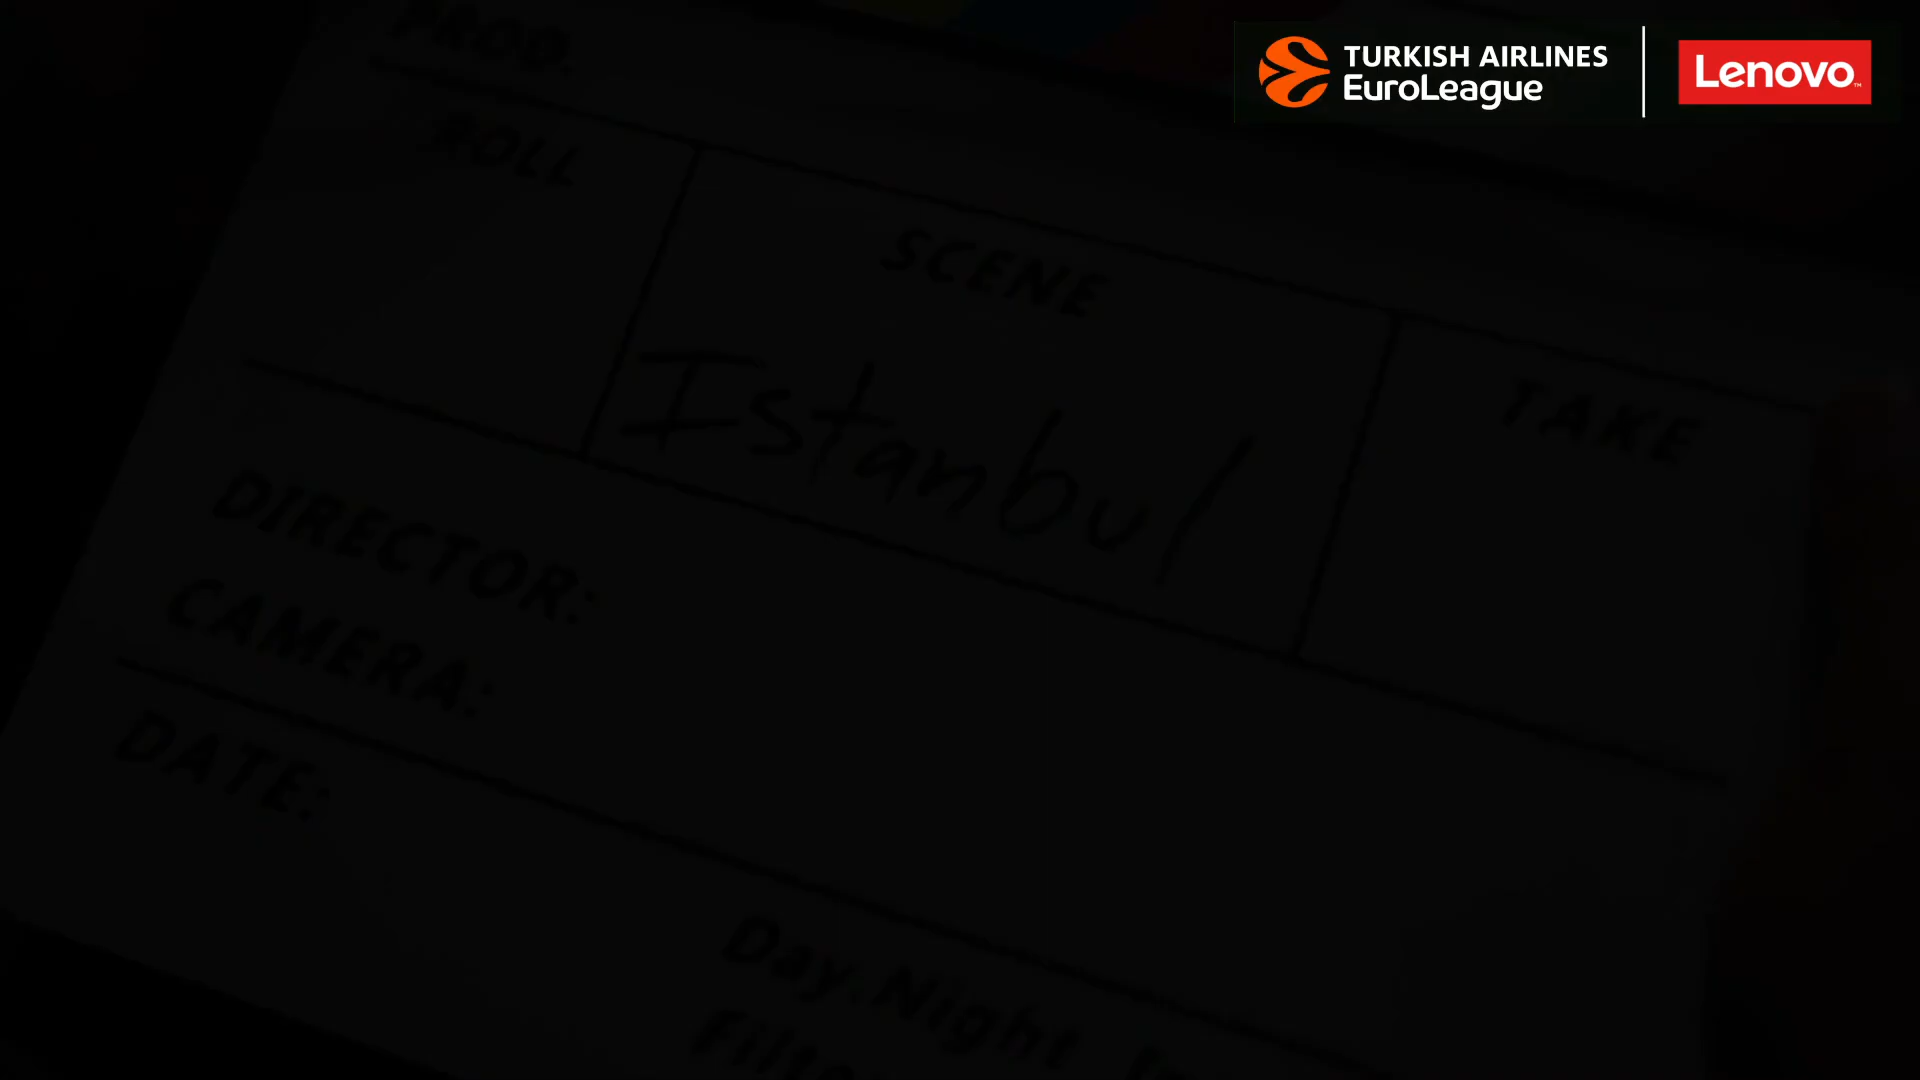 TURKISH AIRLINES
EuroLeague
Lenovo
PROD.
ROLL
SCENE
TAKE
Istanbul
DIRECTOR:
CAMERA:
DATE:
Day.Night